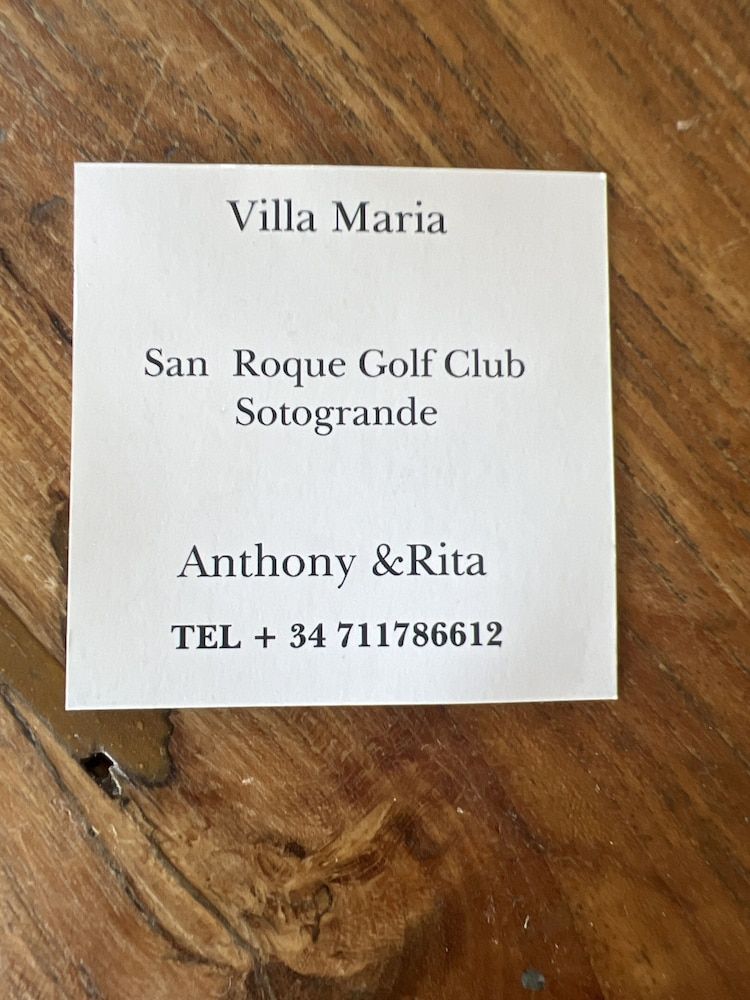 Villa Maria
San Roque Golf Club
Sotogrande
Anthony &Rita
TEL + 34 711786612